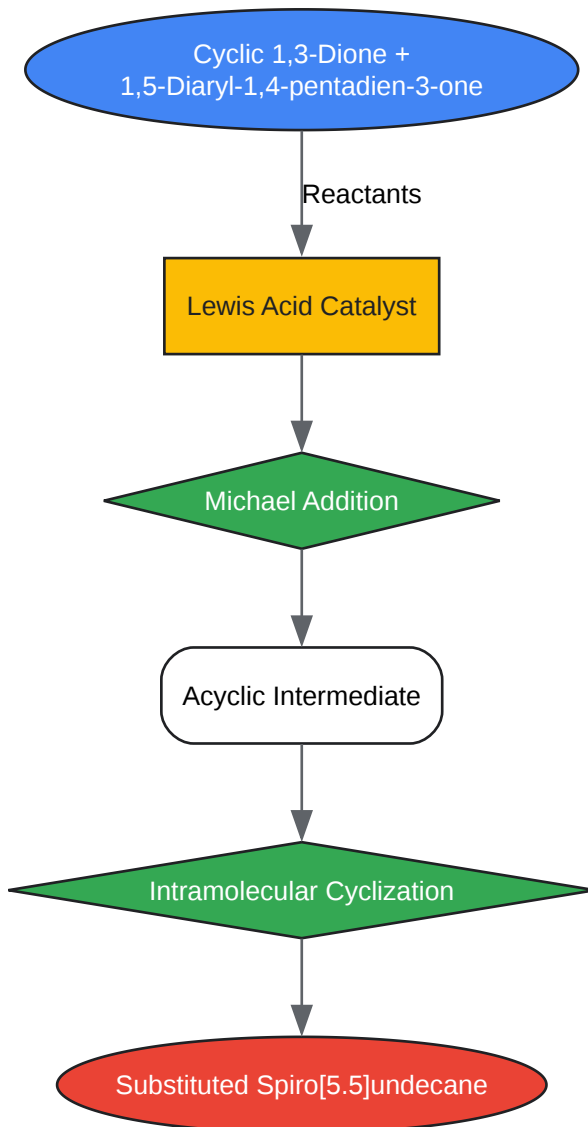 Cyclic 1,3-Dione +
1,5-Diaryl-1,4-pentadien-3-one
Reactants
Lewis Acid Catalyst
Michael Addition
Acyclic Intermediate
Intramolecular Cyclization
Substituted Spiro[5.5]undecane